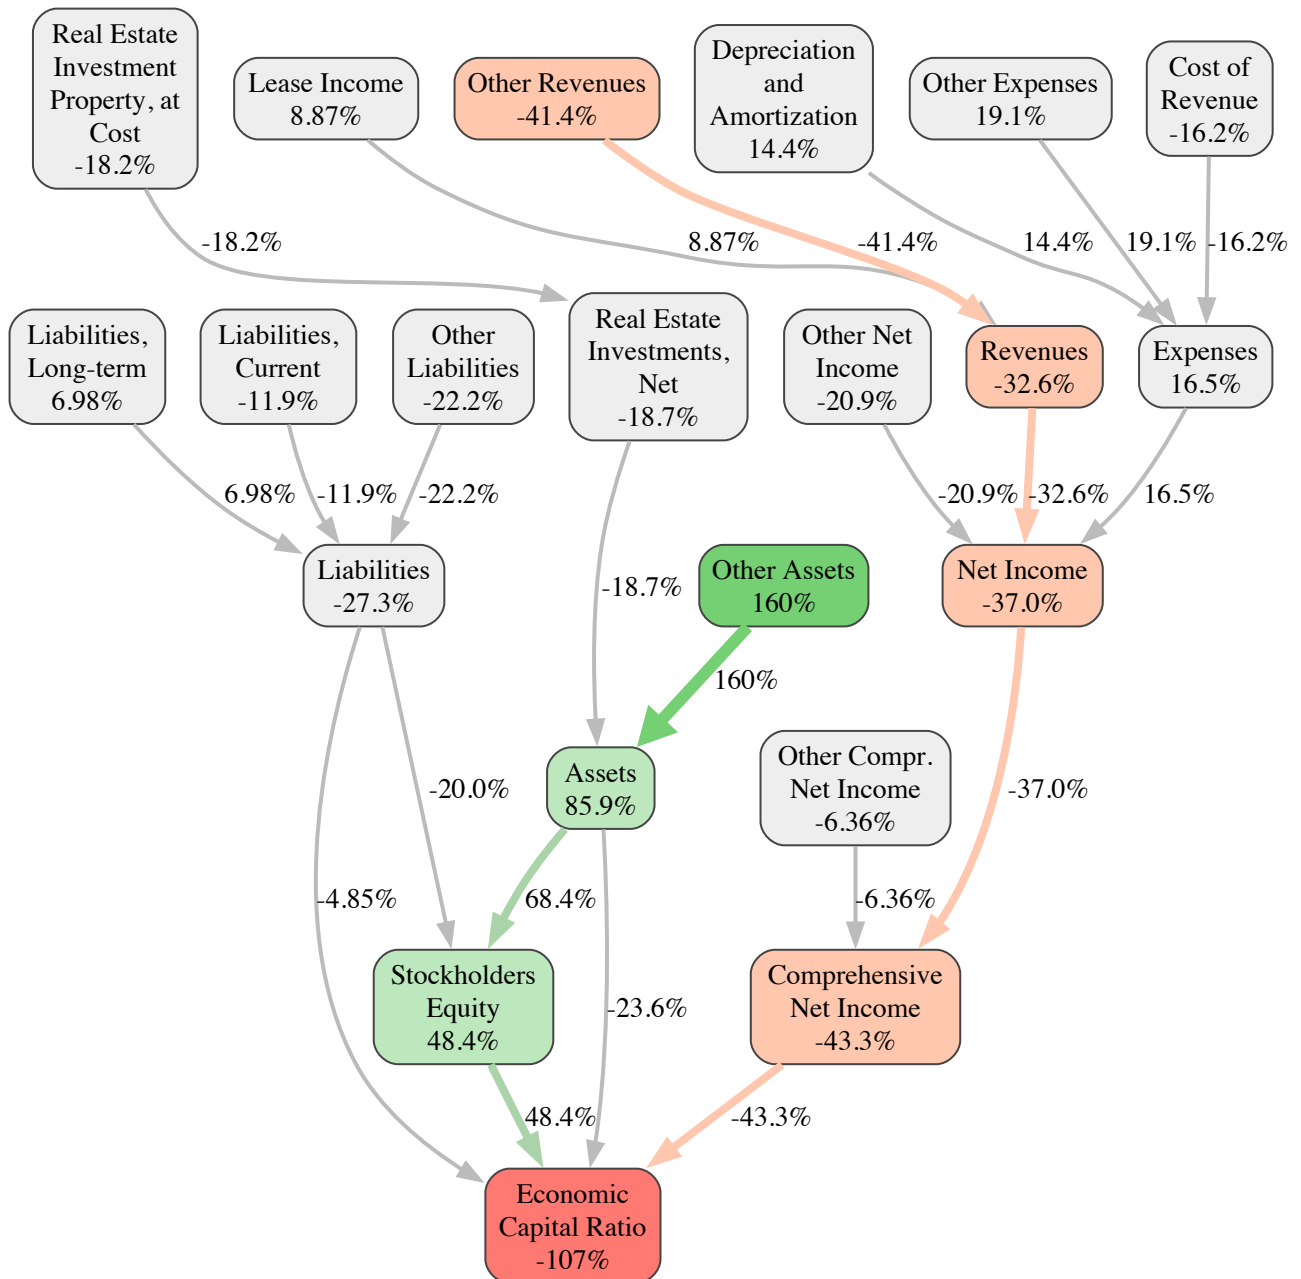 Real Estate
Investment
Property, at
Cost
-18.2%
Lease Income
8.87%
Other Revenues
-41.4%
Depreciation
and
Amortization
14.4%
Other Expenses
19.1%
Cost of
Revenue
-16.2%
-18.2%
8.87%
-41.4%
14.4%
19.1%
-16.2%
Liabilities,
Long-term
6.98%
Liabilities,
Current
-11.9%
Other
Liabilities
-22.2%
Real Estate
Investments,
Net
-18.7%
Other Net
Income
-20.9%
Revenues
-32.6%
Expenses
16.5%
6.98%
-11.9%
-22.2%
-20.9%
-32.6%
16.5%
Liabilities
-27.3%
-18.7%
Other Assets
160%
Net Income
-37.0%
160%
-20.0%
Assets
85.9%
Other Compr.
Net Income
-6.36%
-37.0%
-4.85%
68.4%
-6.36%
Stockholders
Equity
48.4%
-23.6%
Comprehensive
Net Income
-43.3%
48.4%
-43.3%
Economic
Capital Ratio
-107%